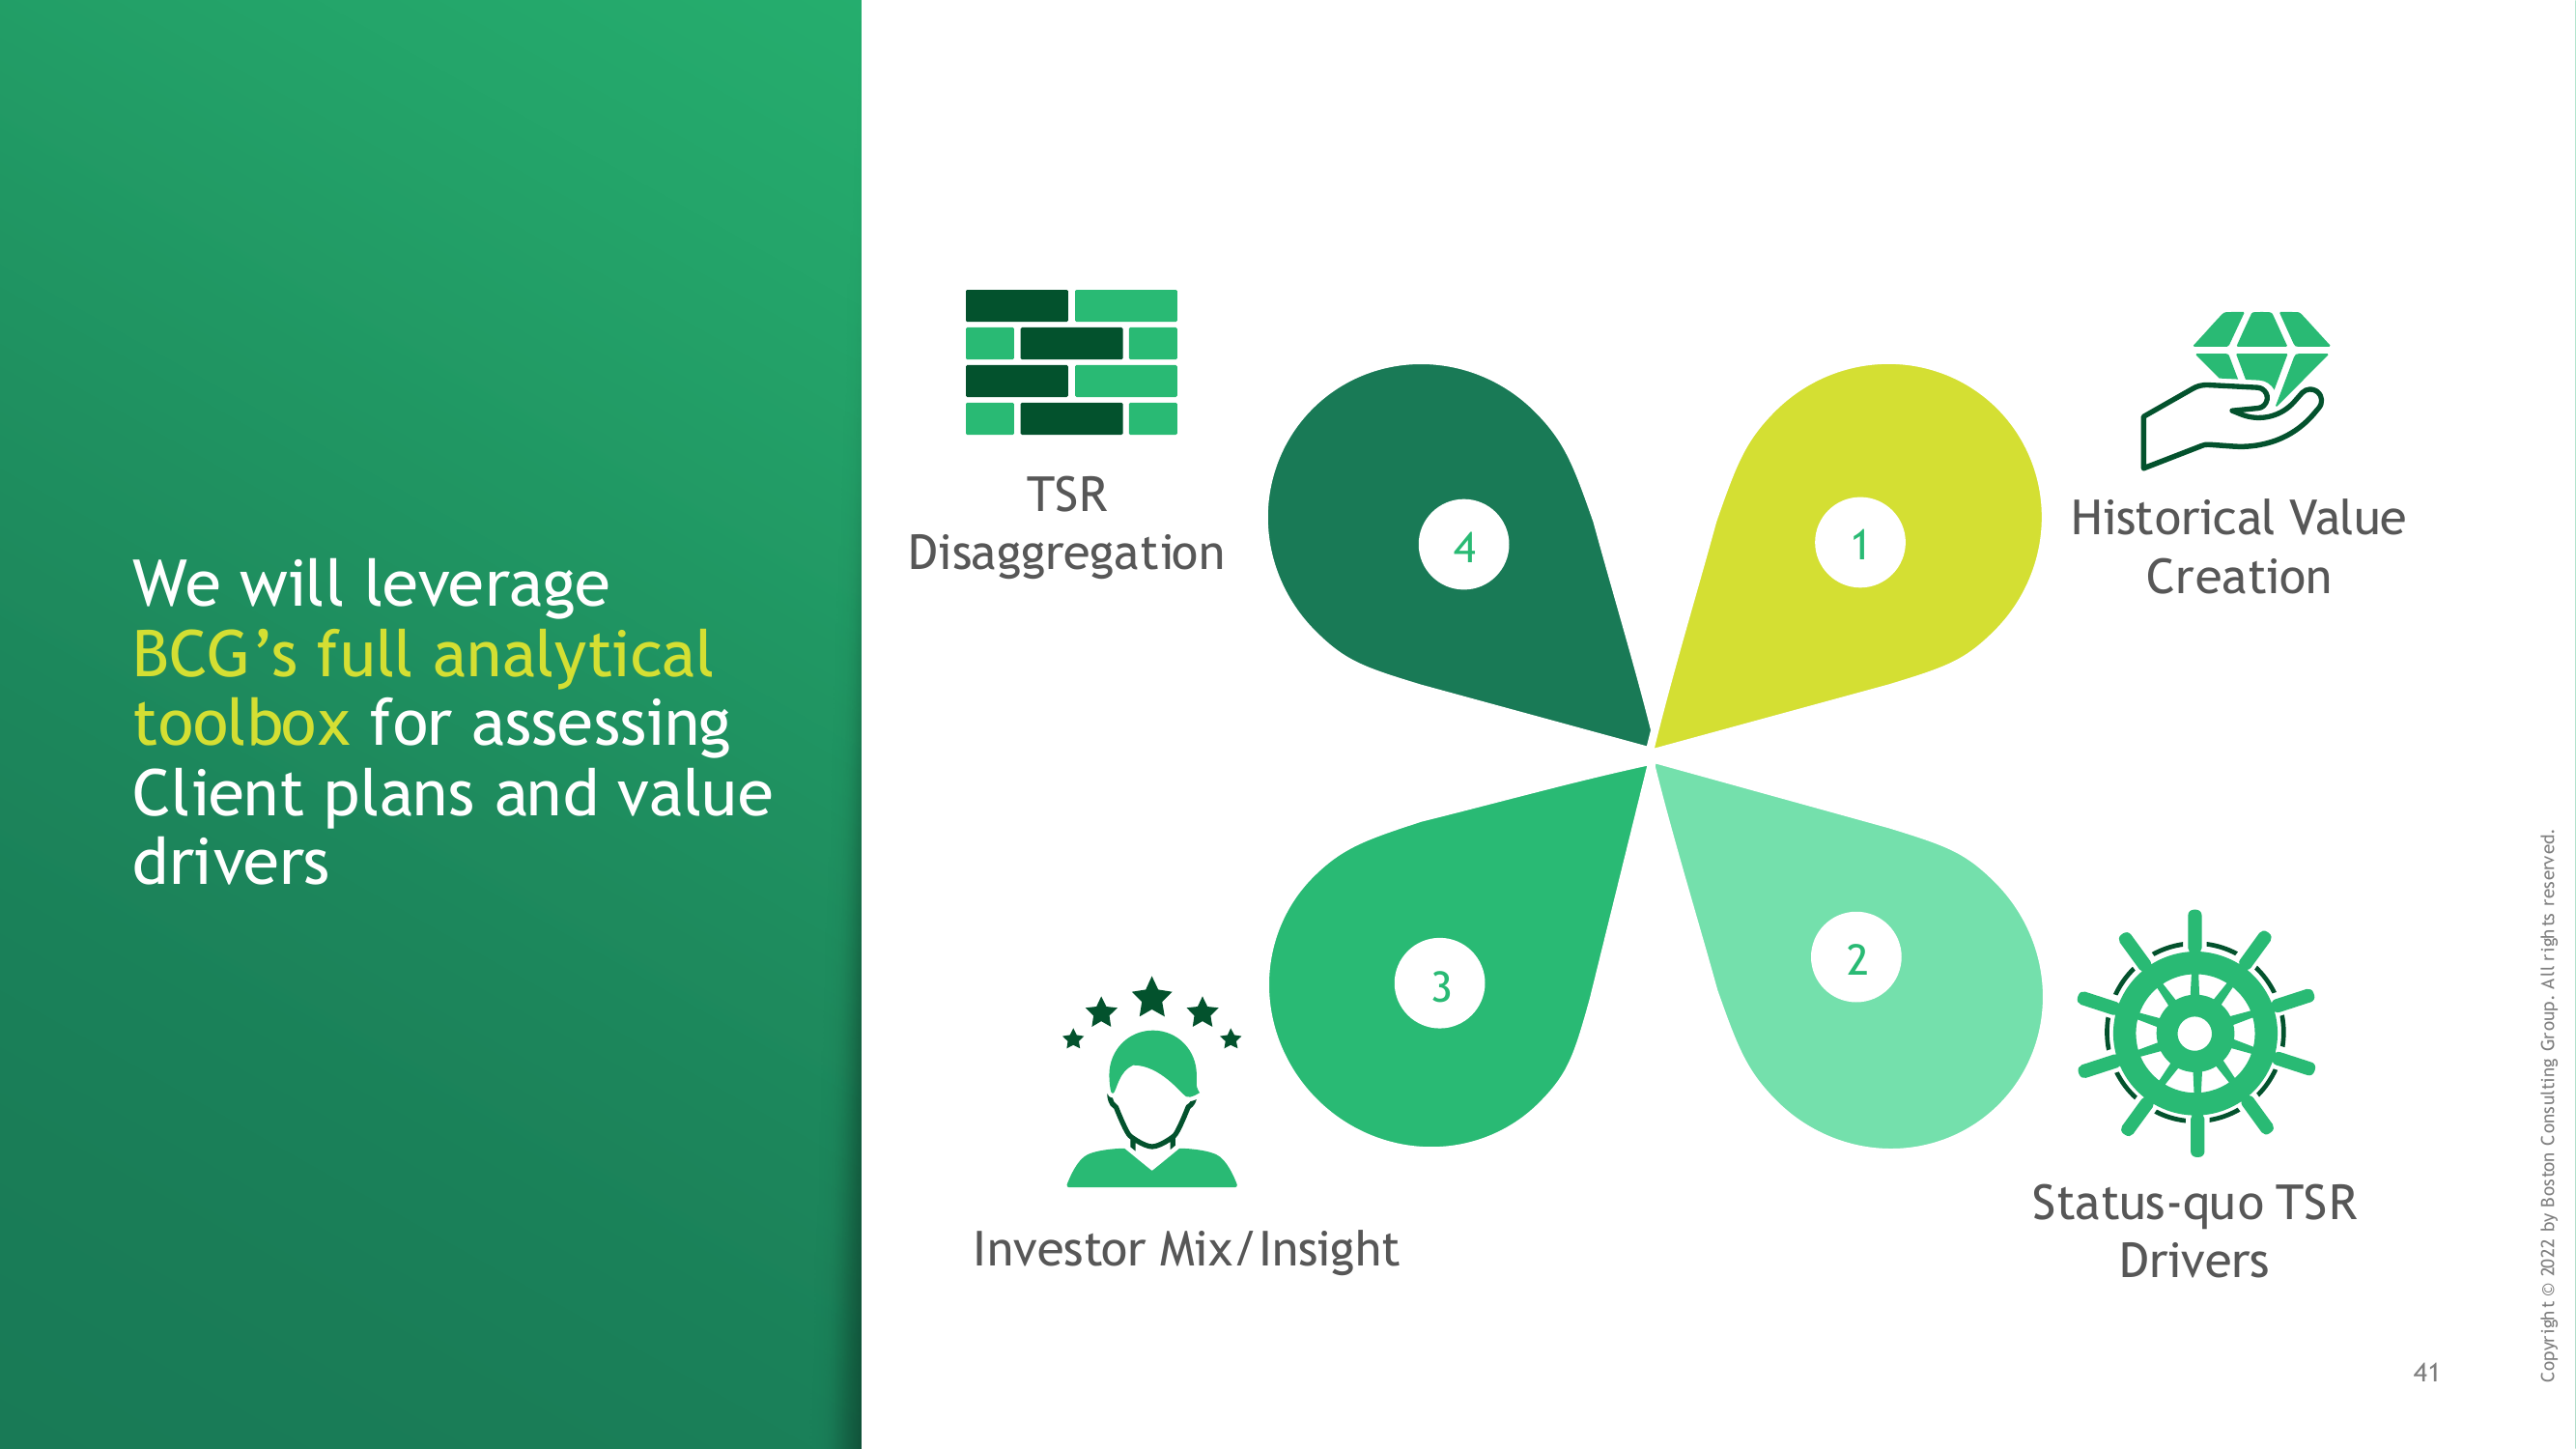 We will leverage
BCG’s full analytical
toolbox for assessing
Client plans and value
drivers
TSR
Disaggregation
4
1
Historical Value
Creation
3
2
Investor Mix/Insight
Status-quo TSR
Drivers
41
Copyright © 2022 by Boston Consulting Group. All rights reserved.